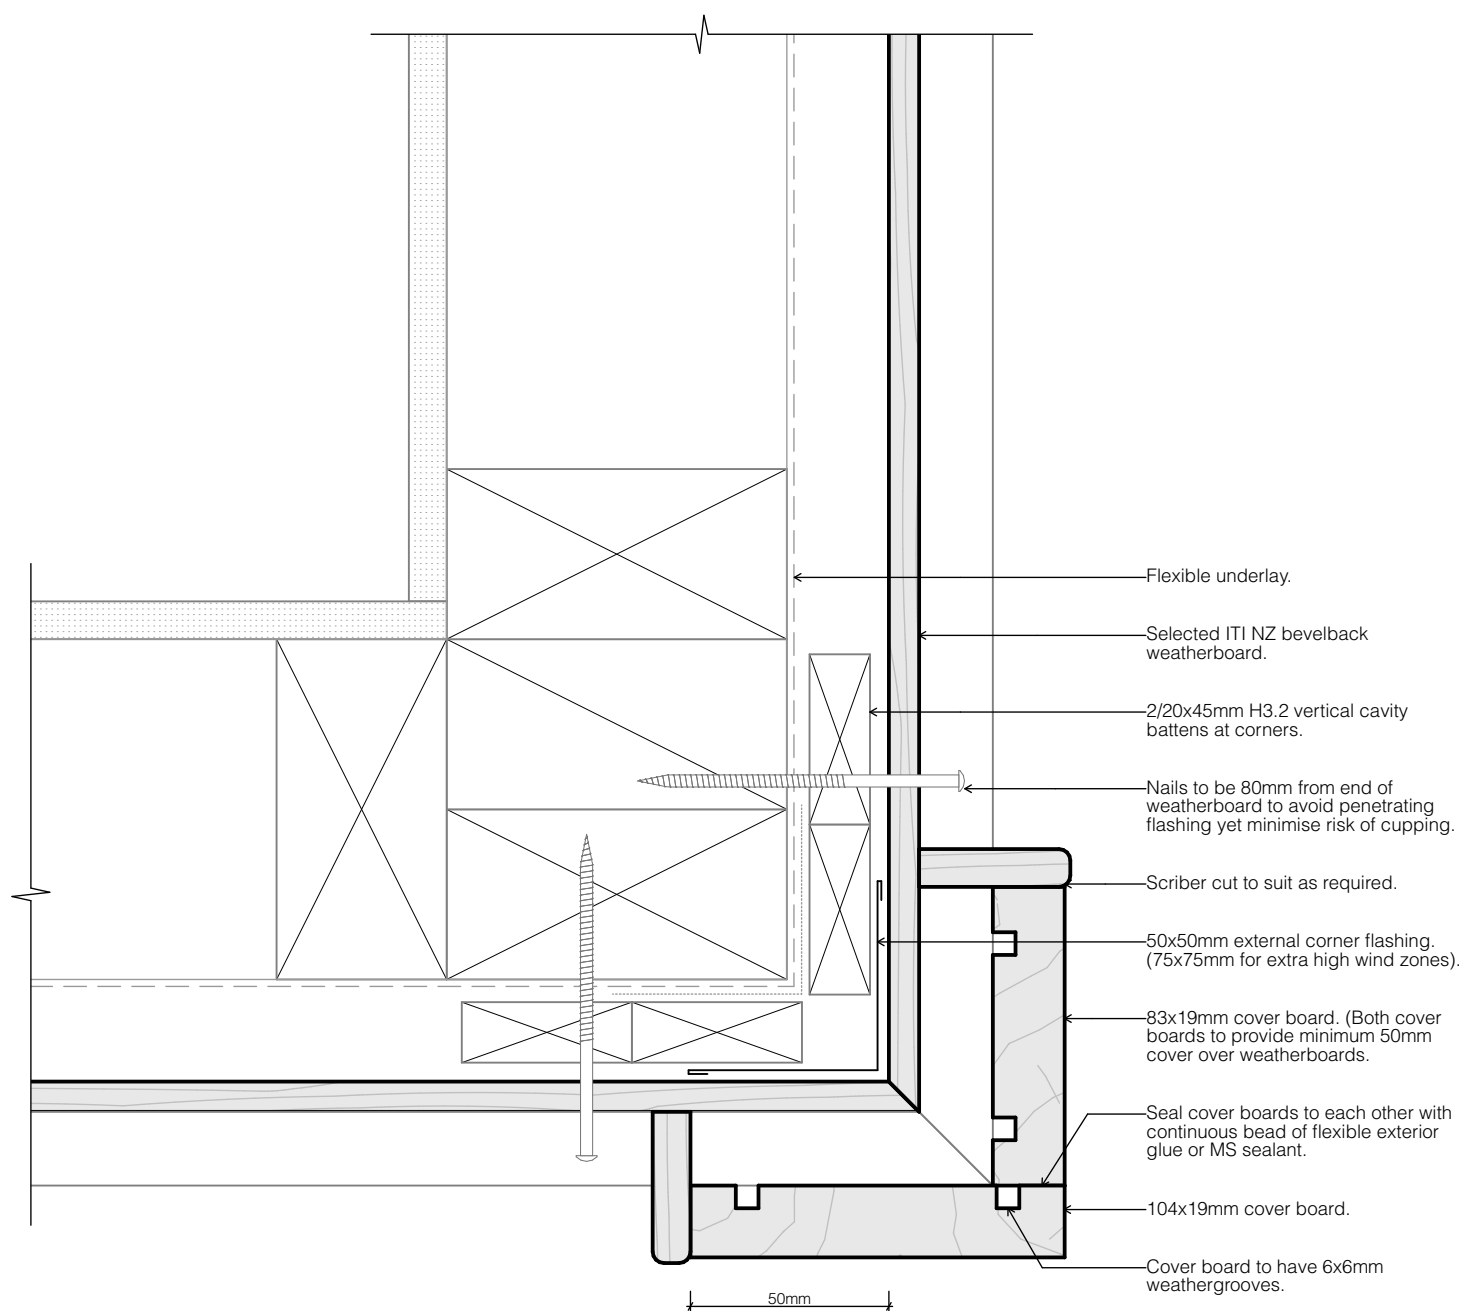 Flexible underlay.
Selected ITI NZ bevelback
weatherboard.
2/20x45mm H3.2 vertical cavity
battens at corners.
Nails to be 80mm from end of
weatherboard to avoid penetrating
flashing yet minimise risk of cupping.
Scriber cut to suit as required.
50x50mm external corner flashing.
(75x75mm for extra high wind zones).
83x19mm cover board. (Both cover
boards to provide minimum 50mm
cover over weatherboards.
Seal cover boards to each other with
continuous bead of flexible exterior
glue or MS sealant.
104x19mm cover board.
Cover board to have 6x6mm
weathergrooves.
50mm